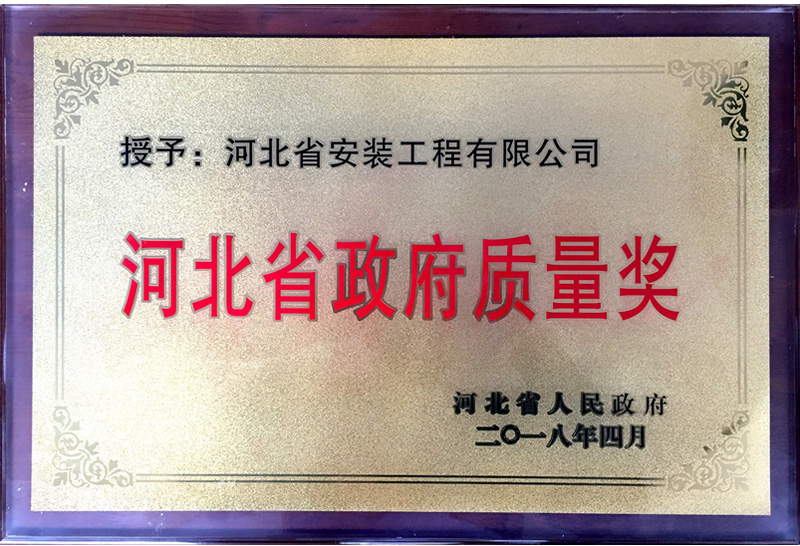 授予：河北省安装工程有限公司
河北省政府质量奖
河北省人民政府
二〇一八年四月